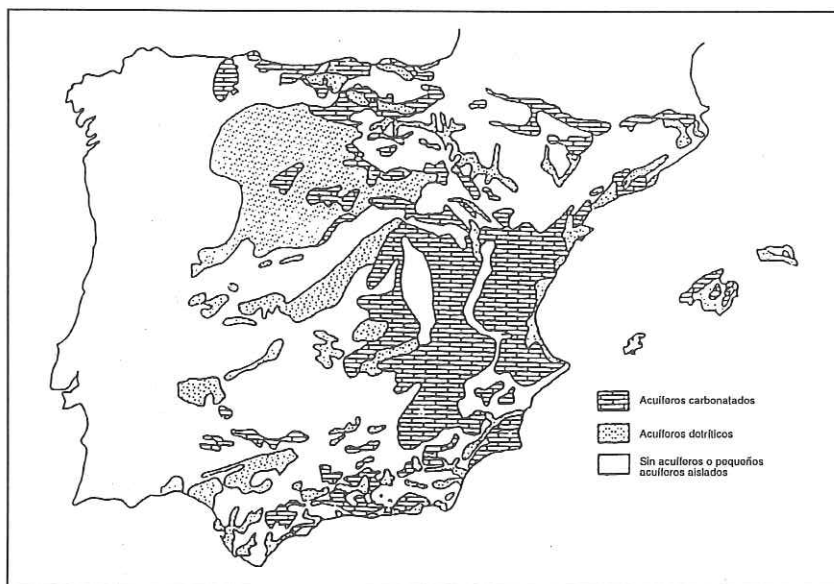 Acuíferos carbonatados
Acuíferos detríticos
Sin acuíferos o pequeños
acuíferos aislados